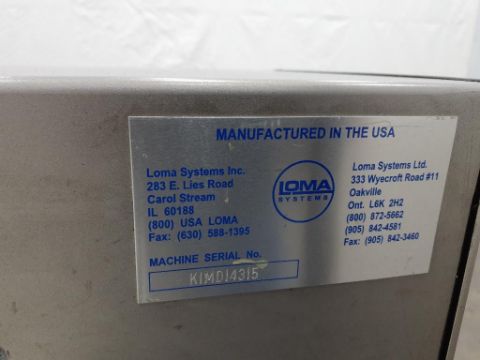 MANUFACTURED IN THE USA
Loma Systems Inc.
283 E. Lies Road
Carol Stream
IL 60188
(800) USA LOMA
Fax: (630) 588-1395
LOMA
SYSTEMS
Loma Systems Ltd.
333 Wyecroft Road #11
Oakville
Ont. L6K 2H2
(800) 872-5662
(905) 842-4581
Fax: (905) 842-3460
MACHINE SERIAL No.
KIMD14315